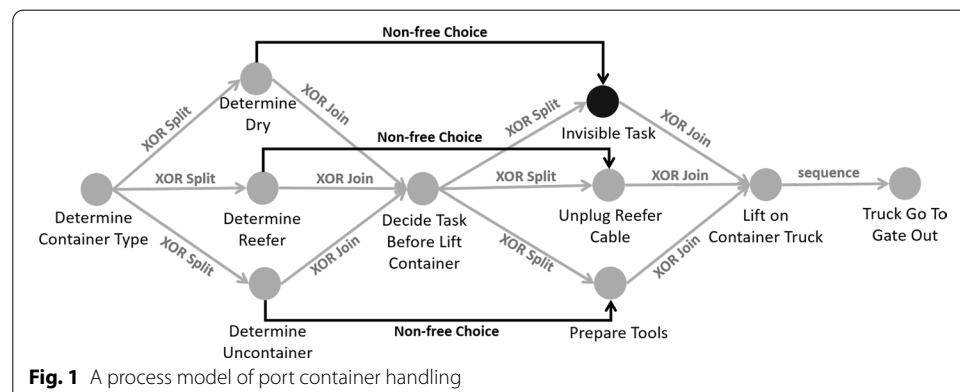 Non-free Choice
Determine
Dry
XOR Split
XOR Join
XOR Split
Invisible Task
XOR Join
Non-free Choice
Determine
Container Type
XOR Split
Determine
Reefer
XOR Join
Decide Task
Before Lift
Container
XOR Split
Unplug Reefer
Cable
XOR Join
Lift on
Container Truck
sequence
Truck Go To
Gate Out
XOR Split
XOR Join
XOR Split
XOR Join
Determine
Uncontainer
Non-free Choice
Prepare Tools
Fig. 1 A process model of port container handling